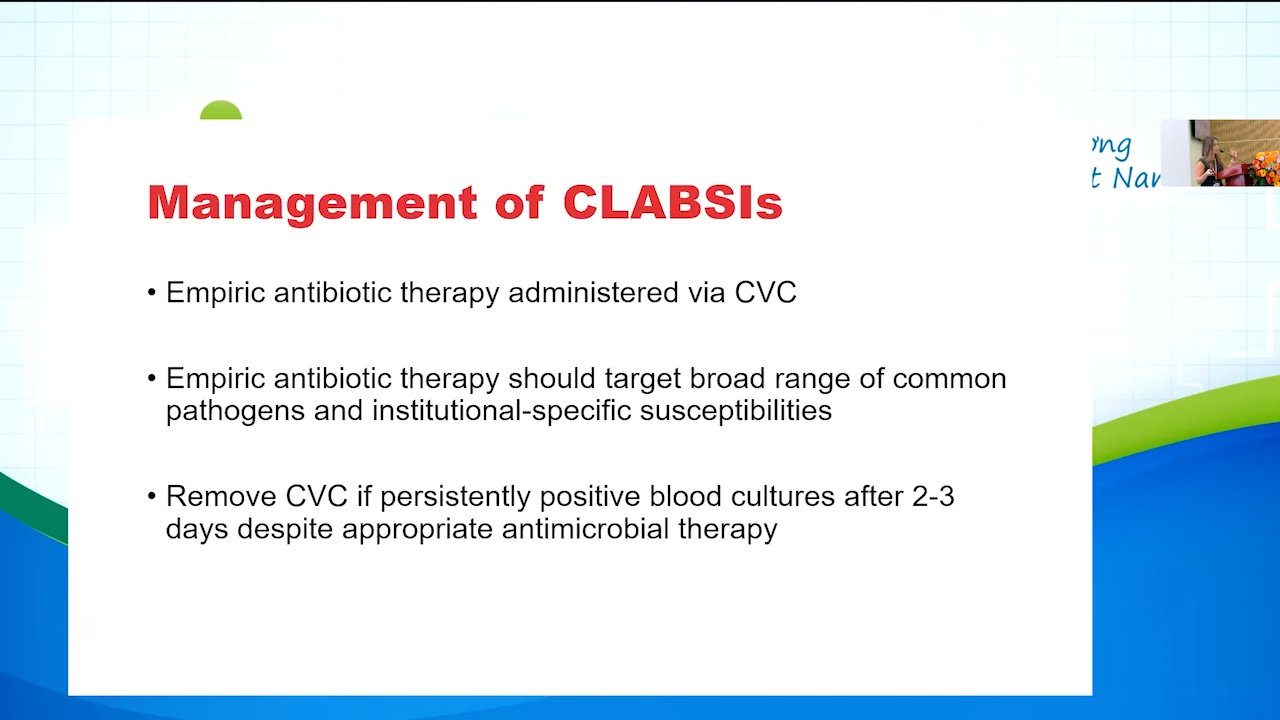 Management of CLABSIs
• Empiric antibiotic therapy administered via CVC
• Empiric antibiotic therapy should target broad range of common
pathogens and institutional-specific susceptibilities
• Remove CVC if persistently positive blood cultures after 2-3
days despite appropriate antimicrobial therapy